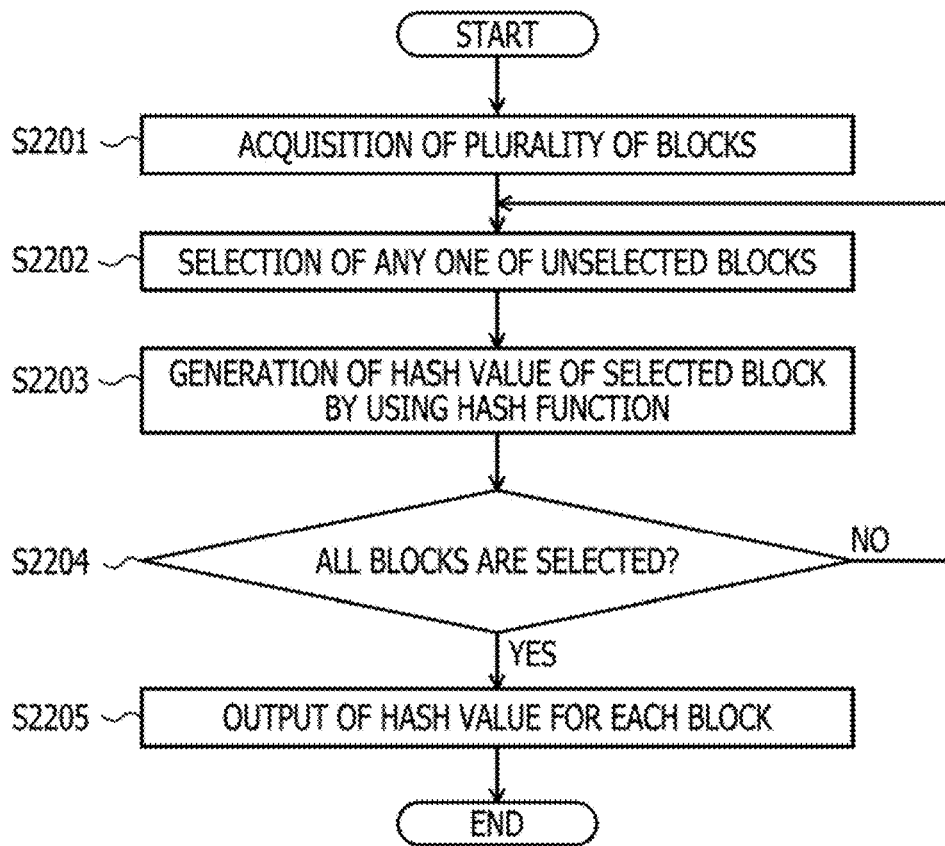 START
S2201
ACQUISITION OF PLURALITY OF BLOCKS
S2202
SELECTION OF ANY ONE OF UNSELECTED BLOCKS
S2203
GENERATION OF HASH VALUE OF SELECTED BLOCK
BY USING HASH FUNCTION
S2204
ALL BLOCKS ARE SELECTED?
NO
YES
S2205
OUTPUT OF HASH VALUE FOR EACH BLOCK
END